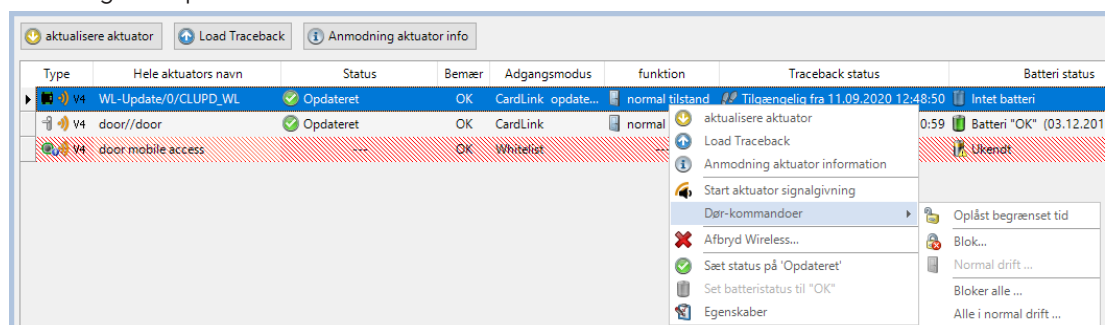 aktualisere aktuator Load Traceback Anmodning aktuator info
Type Hele aktuators navn Status Bemær Adgangsmodus funktion Traceback status Batteri status
V4 WL-Update/0/CLUPD_WL Opdateret OK CardLink opdate... normal tilstand Tilgængelig fra 11.09.2020 12:48:50 Intet batteri
V4 door//door Opdateret OK CardLink normal 0:59 Batteri "OK" (03.12.201
V4 door mobile access --- OK Whitelist --- Ukendt
aktualisere aktuator
Load Traceback
Anmodning aktuator information
Start aktuator signalgivning
Dør-kommandoer
Afbryd Wireless...
Sæt status på 'Opdateret'
Set batteristatus til "OK"
Egenskaber
Oplåst begrænset tid
Blok...
Normal drift ...
Bloker alle ...
Alle i normal drift ...